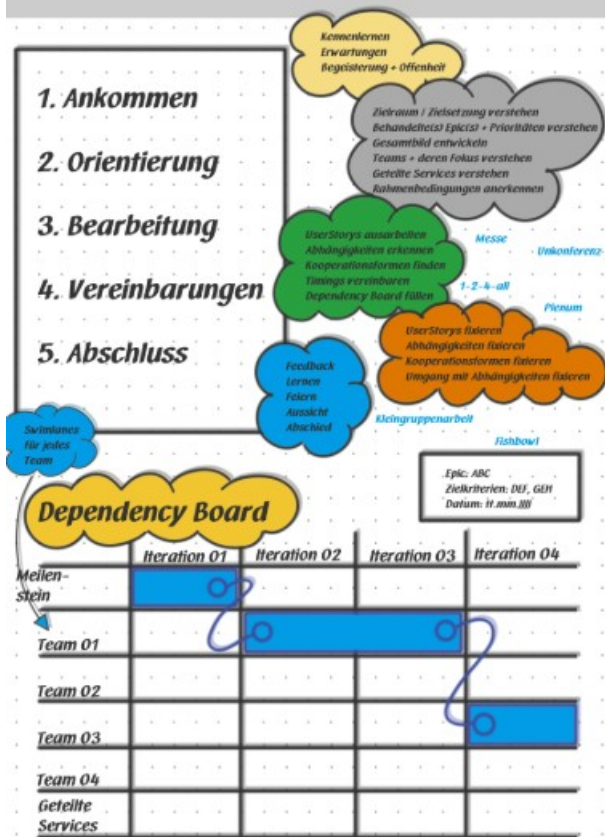 1. Ankommen
2. Orientierung
3. Bearbeitung
4. Vereinbarungen
5. Abschluss
Kennenlernen
Erwartungen
Begeisterung + Offenheit
Zielraum / Zielsetzung verstehen
Behandelte(s) Epic(s) + Prioritäten verstehen
Gesamtbild entwickeln
Teams + deren Fokus verstehen
Geteilte Services verstehen
Rahmenbedingungen anerkennen
UserStorys ausarbeiten
Abhängigkeiten erkennen
Kooperationsformen finden
Timings vereinbaren
Dependency Board füllen
Messe
Unkonferenz
1-2-4-all
Plenum
UserStorys fixieren
Abhängigkeiten fixieren
Kooperationsformen fixieren
Umgang mit Abhängigkeiten fixieren
Feedback
Lernen
Feiern
Aussicht
Abschied
Kleingruppenarbeit
Fishbowl
Swimlanes
für jedes
Team
Epic: ABC
Zielkriterien: DEF, GEH
Datum: tt.mm.jjjj
Dependency Board
Iteration 01 Iteration 02 Iteration 03 Iteration 04
Meilen-
stein
Team 01
Team 02
Team 03
Team 04
Geteilte
Services